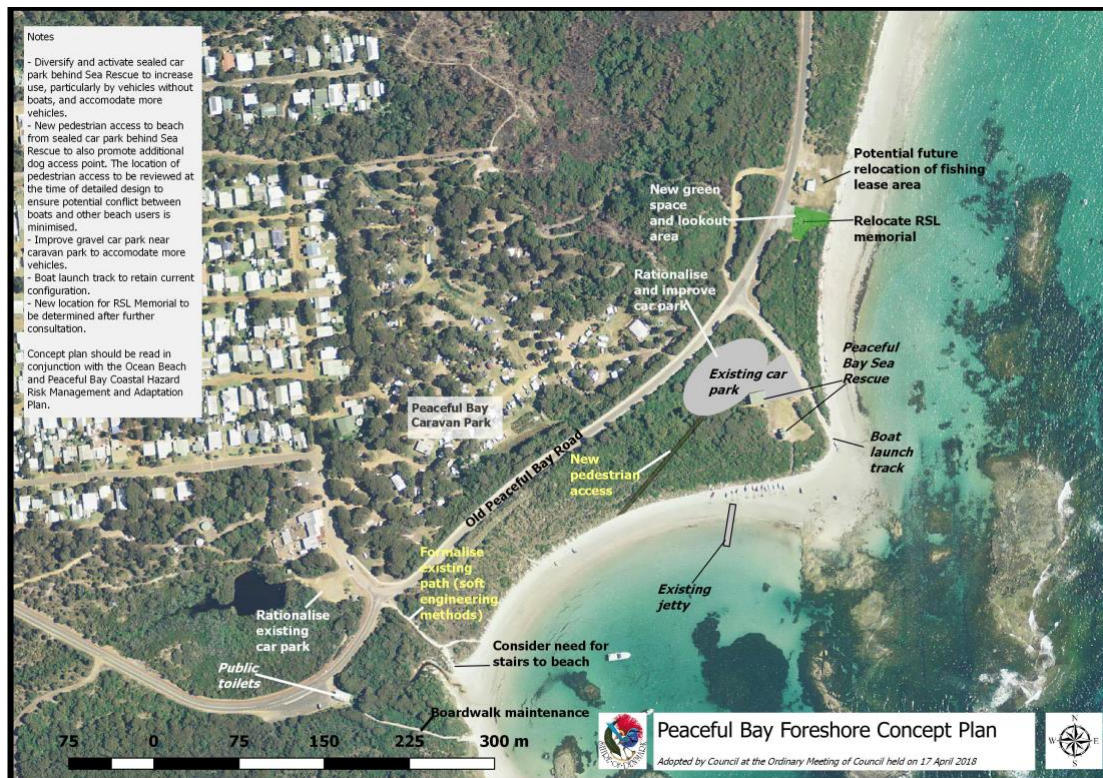 Notes
- Diversify and activate sealed car
park behind Sea Rescue to increase
use, particularly by vehicles without
boats, and accomodate more
vehicles.
- New pedestrian access to beach
from sealed car park behind Sea
Rescue to also promote additional
dog access point. The location of
pedestrian access to be reviewed at
the time of detailed design to
ensure potential conflict between
boats and other beach users is
minimised.
- Improve gravel car park near
caravan park to accomodate more
vehicles.
- Boat launch track to retain current
configuration.
- New location for RSL Memorial to
be determined after further
consultation.
Concept plan should be read in
conjunction with the Ocean Beach
and Peaceful Bay Coastal Hazard
Risk Management and Adaptation
Plan.
Potential future
relocation of fishing
lease area
New green
space
and lookout
area
Relocate RSL
memorial
Rationalise
and improve
car park
Existing car
park
Peaceful
Bay Sea
Rescue
Peaceful Bay
Caravan Park
Boat
launch
track
Old Peaceful Bay Road
New
pedestrian
access
Existing
jetty
Formalise
existing
path (soft
engineering
methods)
Rationalise
existing
car park
Consider need for
stairs to beach
Public
toilets
Boardwalk maintenance
75 0 75 150 225 300 m
SHIRE OF DENMARK
Peaceful Bay Foreshore Concept Plan
Adopted by Council at the Ordinary Meeting of Council held on 17 April 2018
N
W E
S